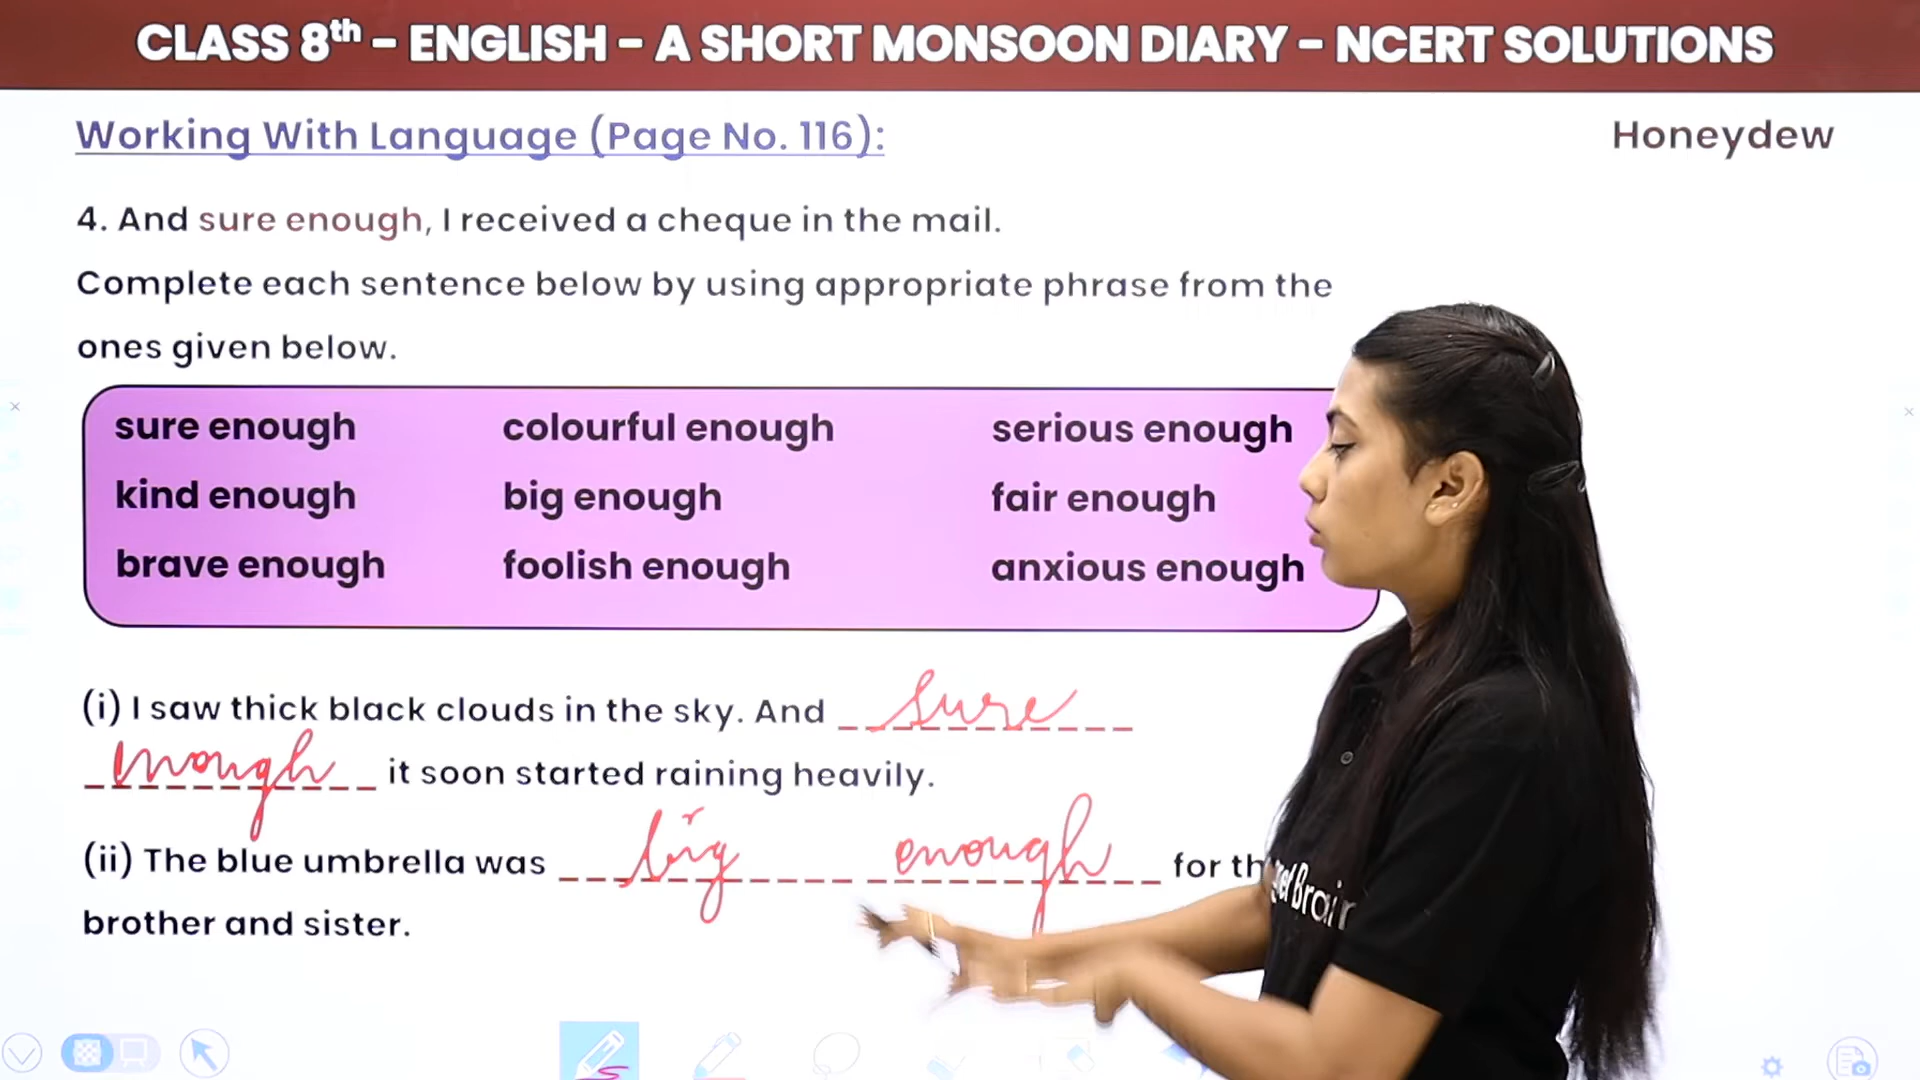 CLASS 8th – ENGLISH – A SHORT MONSOON DIARY – NCERT SOLUTIONS
Working With Language (Page No. 116):
Honeydew
4. And sure enough, I received a cheque in the mail.
Complete each sentence below by using appropriate phrase from the
ones given below.
sure enough colourful enough serious enough
kind enough big enough fair enough
brave enough foolish enough anxious enough
(i) I saw thick black clouds in the sky. And sure
enough it soon started raining heavily.
(ii) The blue umbrella was big enough for
brother and sister.